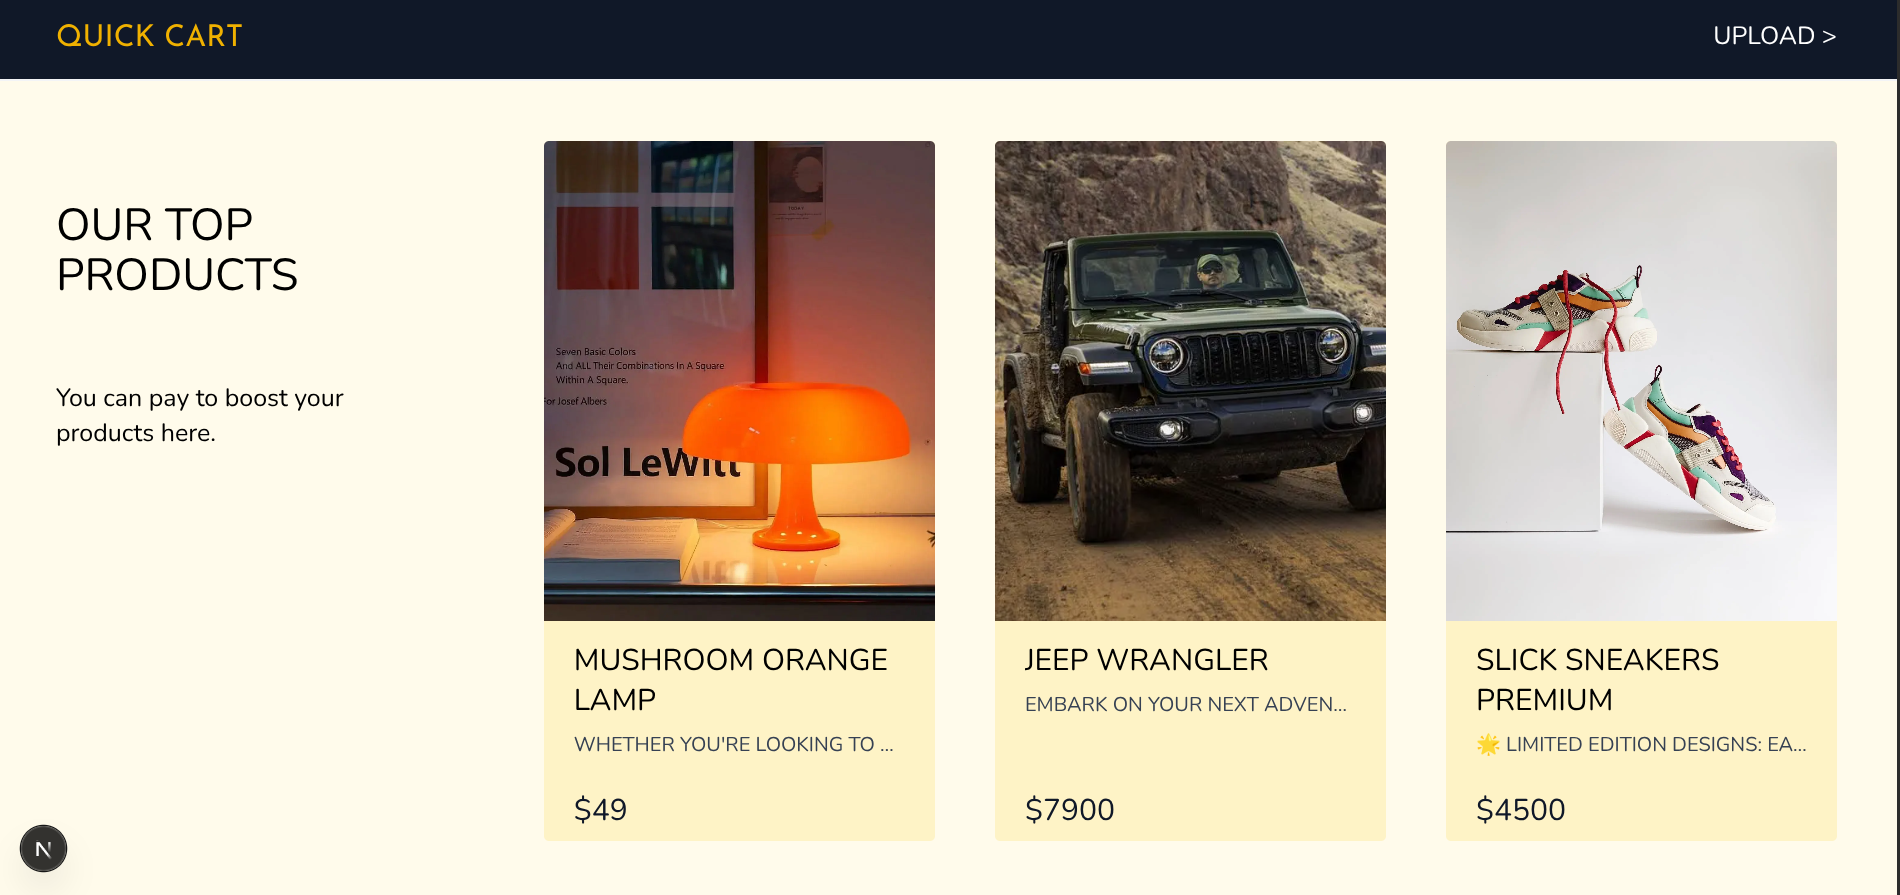 QUICK CART
UPLOAD >
OUR TOP
PRODUCTS
You can pay to boost your
products here.
Seven Basic Colors
And ALL Their Combinations In A Square
Within A Square.
For Josef Albers
Sol LeWitt
TODAY
MUSHROOM ORANGE
LAMP
WHETHER YOU'RE LOOKING TO ...
$49
JEEP WRANGLER
EMBARK ON YOUR NEXT ADVEN...
$7900
SLICK SNEAKERS
PREMIUM
🌟 LIMITED EDITION DESIGNS: EA...
$4500
N